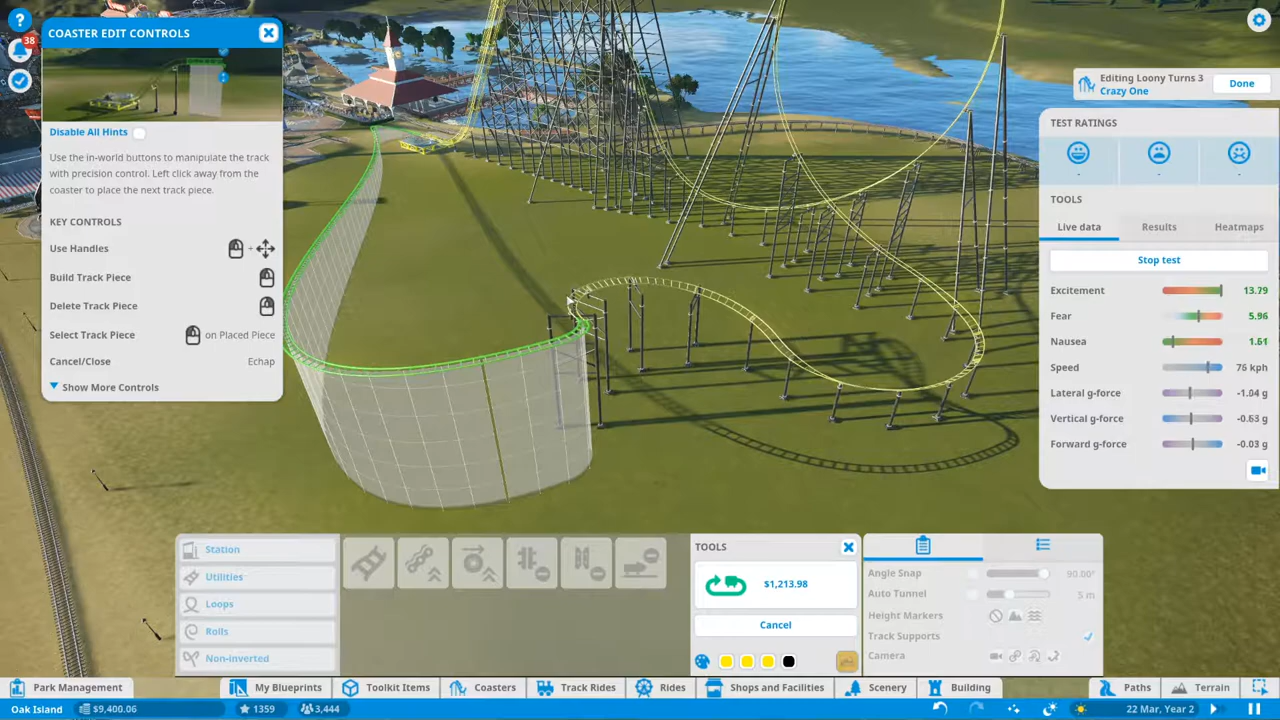 ?
COASTER EDIT CONTROLS
38
Disable All Hints
Use the in-world buttons to manipulate the track
with precision control. Left click away from the
coaster to place the next track piece.
KEY CONTROLS
Use Handles
+
Build Track Piece
Delete Track Piece
Select Track Piece
on Placed Piece
Cancel/Close
Echap
Show More Controls
Editing Loony Turns 3
Crazy One
Done
TEST RATINGS
- - -
TOOLS
Live data
Results
Heatmaps
Stop test
Excitement 13.79
Fear 5.96
Nausea 1.61
Speed 76 kph
Lateral g-force -1.04 g
Vertical g-force -0.63 g
Forward g-force -0.03 g
Station
Utilities
Loops
Rolls
Non-inverted
TOOLS
$1,213.98
Cancel
Angle Snap 90.00°
Auto Tunnel 5 m
Height Markers
Track Supports
Camera
Park Management
My Blueprints
Toolkit Items
Coasters
Track Rides
Rides
Shops and Facilities
Scenery
Building
Paths
Terrain
Oak Island
$9,400.06
1359
3,444
22 Mar, Year 2